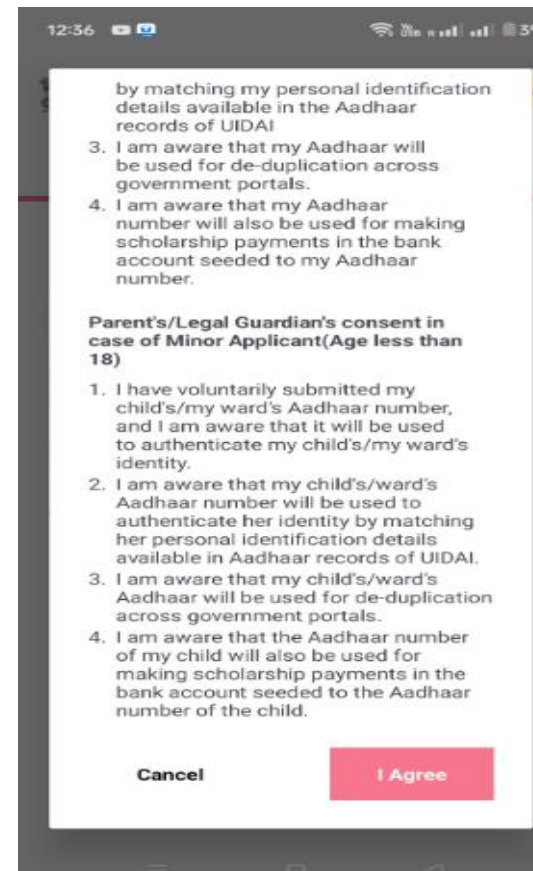 12:36
by matching my personal identification
details available in the Aadhaar
records of UIDAI
3. I am aware that my Aadhaar will
be used for de-duplication across
government portals.
4. I am aware that my Aadhaar
number will also be used for making
scholarship payments in the bank
account seeded to my Aadhaar
number.
Parent's/Legal Guardian's consent in
case of Minor Applicant(Age less than
18)
1. I have voluntarily submitted my
child's/my ward's Aadhaar number,
and I am aware that it will be used
to authenticate my child's/my ward's
identity.
2. I am aware that my child's/ward's
Aadhaar number will be used to
authenticate her identity by matching
her personal identification details
available in Aadhaar records of UIDAI.
3. I am aware that my child's/ward's
Aadhaar will be used for de-duplication
across government portals.
4. I am aware that the Aadhaar number
of my child will also be used for
making scholarship payments in the
bank account seeded to the Aadhaar
number of the child.
Cancel
I Agree